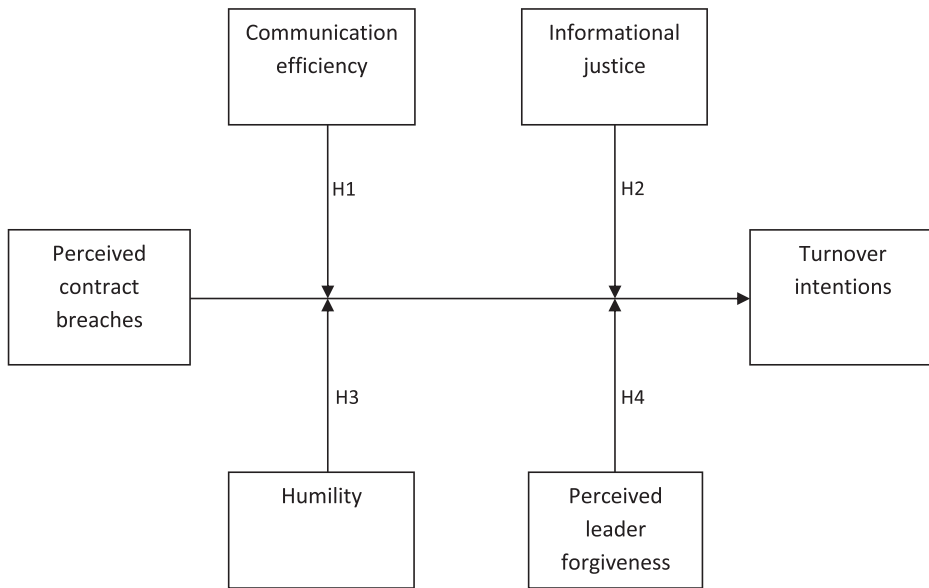 Communication
efficiency
Informational
justice
H1
H2
Perceived
contract
breaches
Turnover
intentions
H3
H4
Humility
Perceived
leader
forgiveness